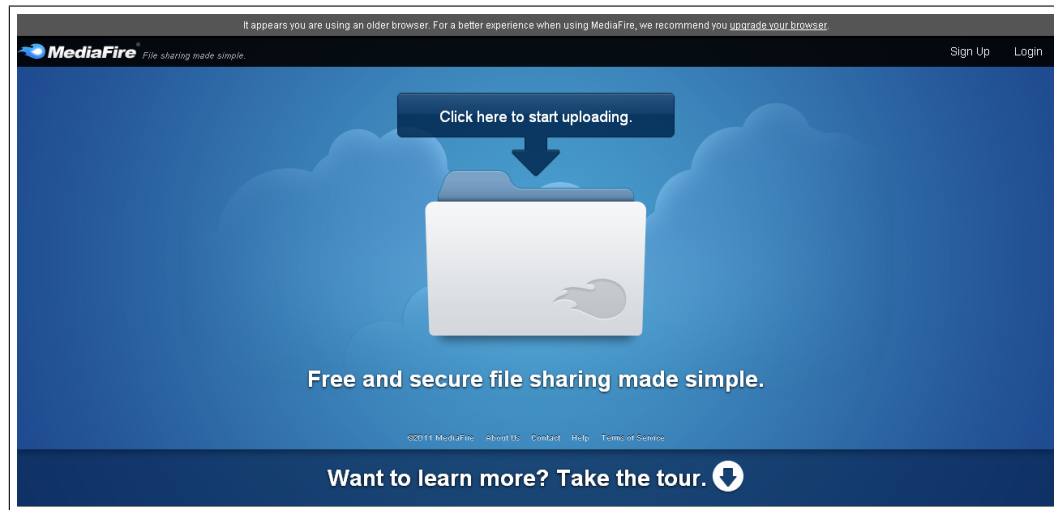 It appears you are using an older browser. For a better experience when using MediaFire, we recommend you upgrade your browser.
MediaFire® File sharing made simple.
Sign Up Login
Click here to start uploading.
Free and secure file sharing made simple.
©2011 MediaFire About Us Contact Help Terms of Service
Want to learn more? Take the tour.